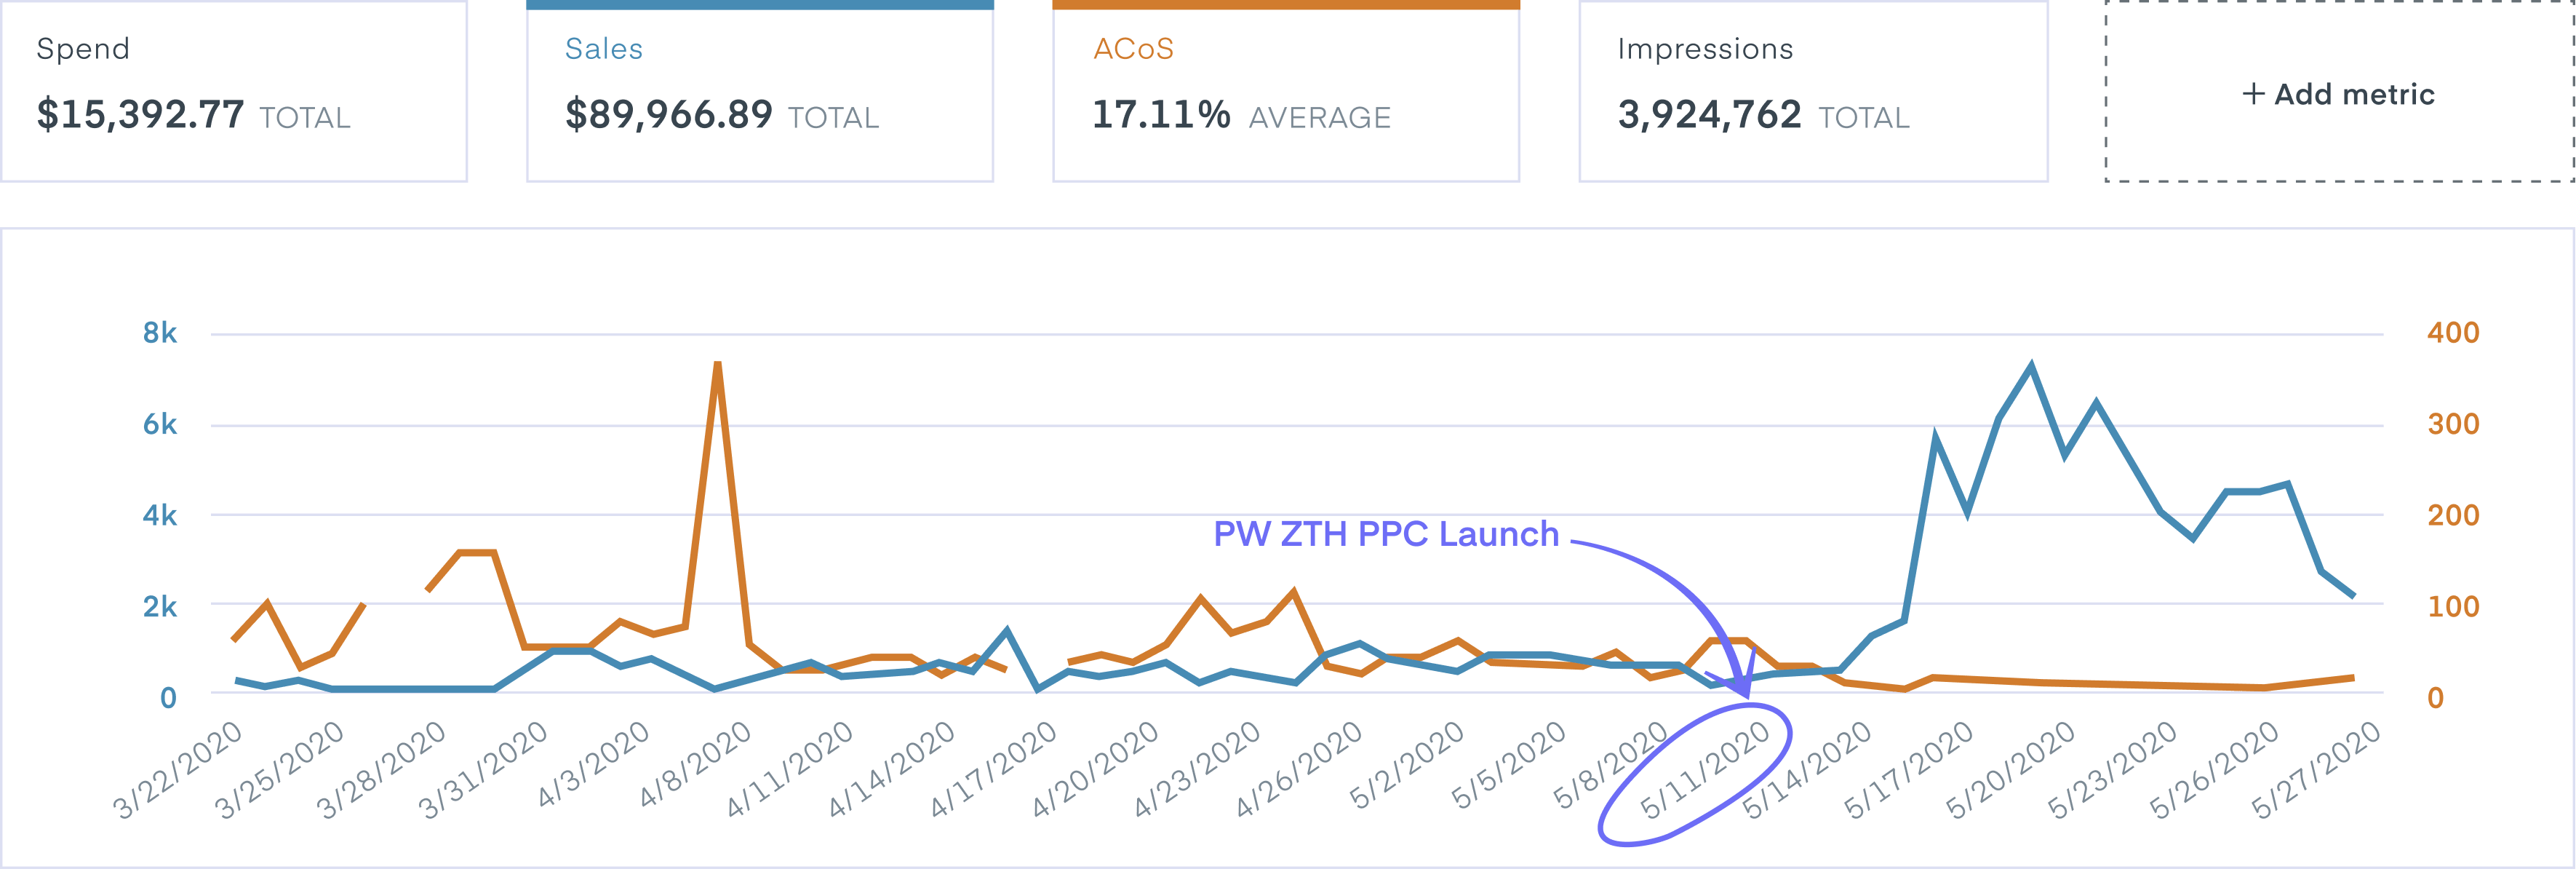 Spend
$15,392.77 TOTAL
Sales
$89,966.89 TOTAL
ACoS
17.11% AVERAGE
Impressions
3,924,762 TOTAL
+ Add metric
8k
6k
4k
2k
0
400
300
200
100
0
PW ZTH PPC Launch
3/22/2020
3/25/2020
3/28/2020
3/31/2020
4/3/2020
4/8/2020
4/11/2020
4/14/2020
4/17/2020
4/20/2020
4/23/2020
4/26/2020
5/2/2020
5/5/2020
5/8/2020
5/11/2020
5/14/2020
5/17/2020
5/20/2020
5/23/2020
5/26/2020
5/27/2020